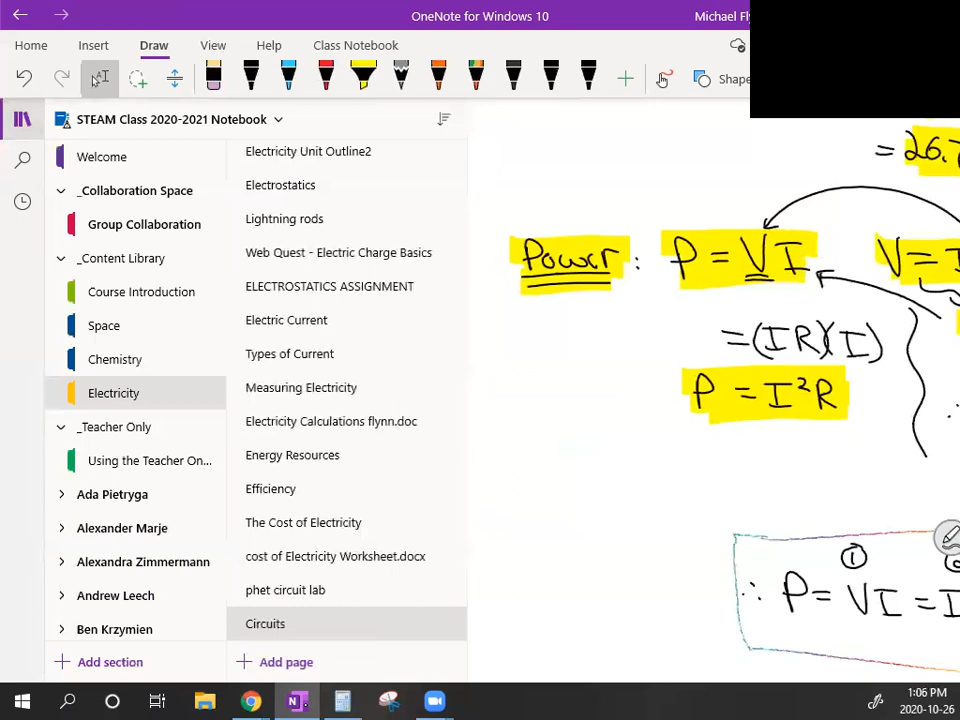 OneNote for Windows 10
Home Insert Draw View Help Class Notebook
Shape
STEAM Class 2020-2021 Notebook
Welcome
_Collaboration Space
Group Collaboration
_Content Library
Course Introduction
Space
Chemistry
Electricity
_Teacher Only
Using the Teacher On...
Ada Pietryga
Alexander Marje
Alexandra Zimmermann
Andrew Leech
Ben Krzymien
Add section
Electricity Unit Outline2
Electrostatics
Lightning rods
Web Quest - Electric Charge Basics
ELECTROSTATICS ASSIGNMENT
Electric Current
Types of Current
Measuring Electricity
Electricity Calculations flynn.doc
Energy Resources
Efficiency
The Cost of Electricity
cost of Electricity Worksheet.docx
phet circuit lab
Circuits
Add page
= 26.
Power : P = VI
V = I
= (IR)(I)
P = I²R
①
∴ P = VI = I
1:06 PM
2020-10-26